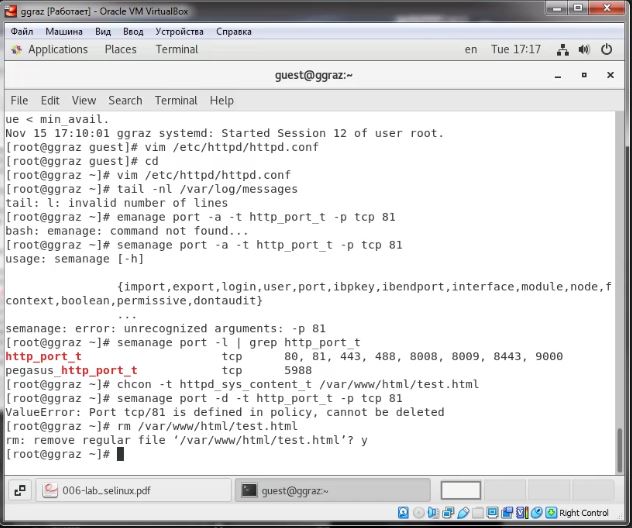 ggraz [Работает] - Oracle VM VirtualBox
Файл Машина Вид Ввод Устройства Справка
Applications Places Terminal en Tue 17:17
guest@ggraz:~
File Edit View Search Terminal Help
ue < min_avail.
Nov 15 17:10:01 ggraz systemd: Started Session 12 of user root.
[root@ggraz guest]# vim /etc/httpd/httpd.conf
[root@ggraz guest]# cd
[root@ggraz ~]# vim /etc/httpd/httpd.conf
[root@ggraz ~]# tail -nl /var/log/messages
tail: l: invalid number of lines
[root@ggraz ~]# emanage port -a -t http_port_t -p tcp 81
bash: emanage: command not found...
[root@ggraz ~]# semanage port -a -t http_port_t -р tcp 81
usage: semanage [-h]
{import,export,login,user,port,ibpkey,ibendport,interface,module,node,f
context,boolean,permissive,dontaudit}
...
semanage: error: unrecognized arguments: -p 81
[root@ggraz ~]# semanage port -l | grep http_port_t
http_port_t tcp 80, 81, 443, 488, 8008, 8009, 8443, 9000
pegasus_http_port_t tcp 5988
[root@ggraz ~]# chcon -t httpd_sys_content_t /var/www/html/test.html
[root@ggraz ~]# semanage port -d -t http_port_t -p tcp 81
ValueError: Port tcp/81 is defined in policy, cannot be deleted
[root@ggraz ~]# rm /var/www/html/test.html
rm: remove regular file ‘/var/www/html/test.html’? y
[root@ggraz ~]#
006-lab_selinux.pdf guest@ggraz:~
Right Control